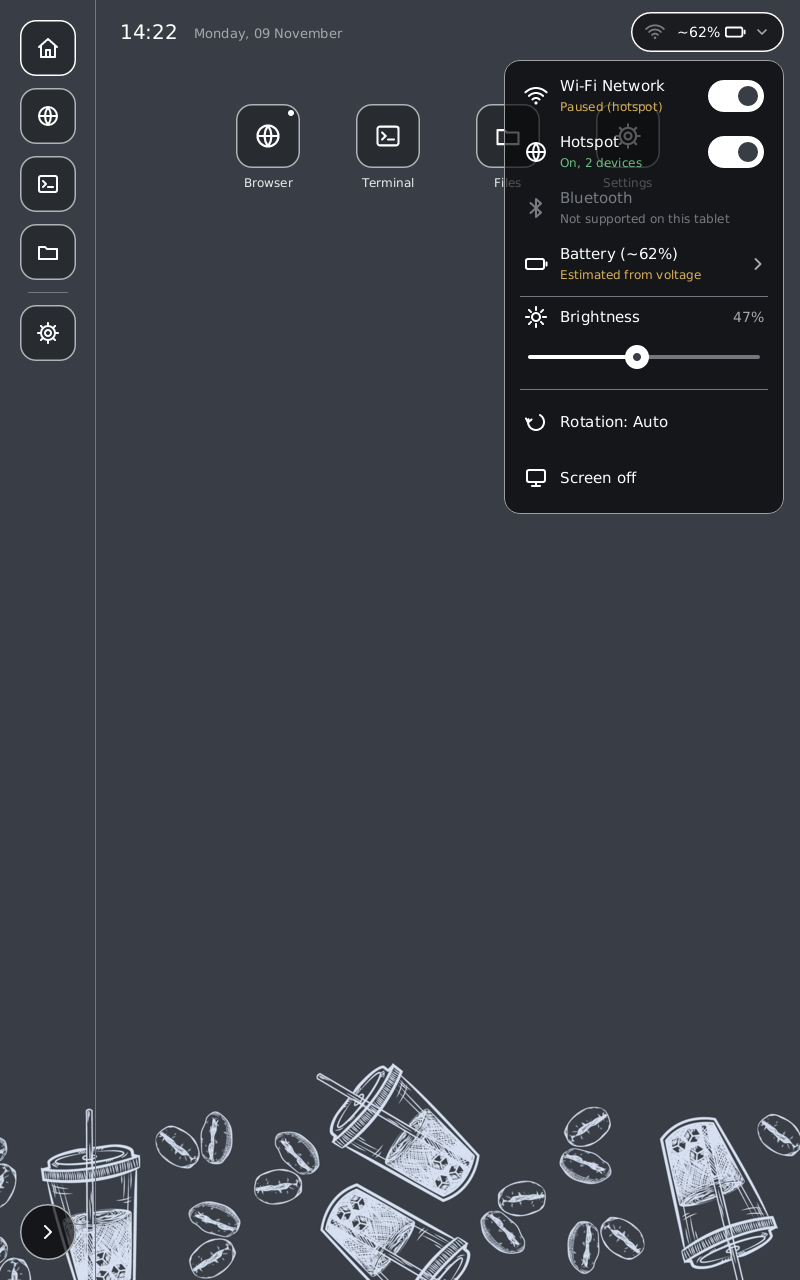 14:22 Monday, 09 November ~62%
Wi-Fi Network
Paused (hotspot)
Hotspot
On, 2 devices
Browser Terminal Files Settings
Bluetooth
Not supported on this tablet
Battery (~62%)
Estimated from voltage
Brightness 47%
Rotation: Auto
Screen off